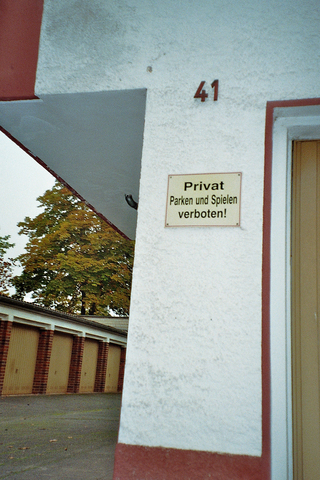 41
Privat
Parken und Spielen
verboten!